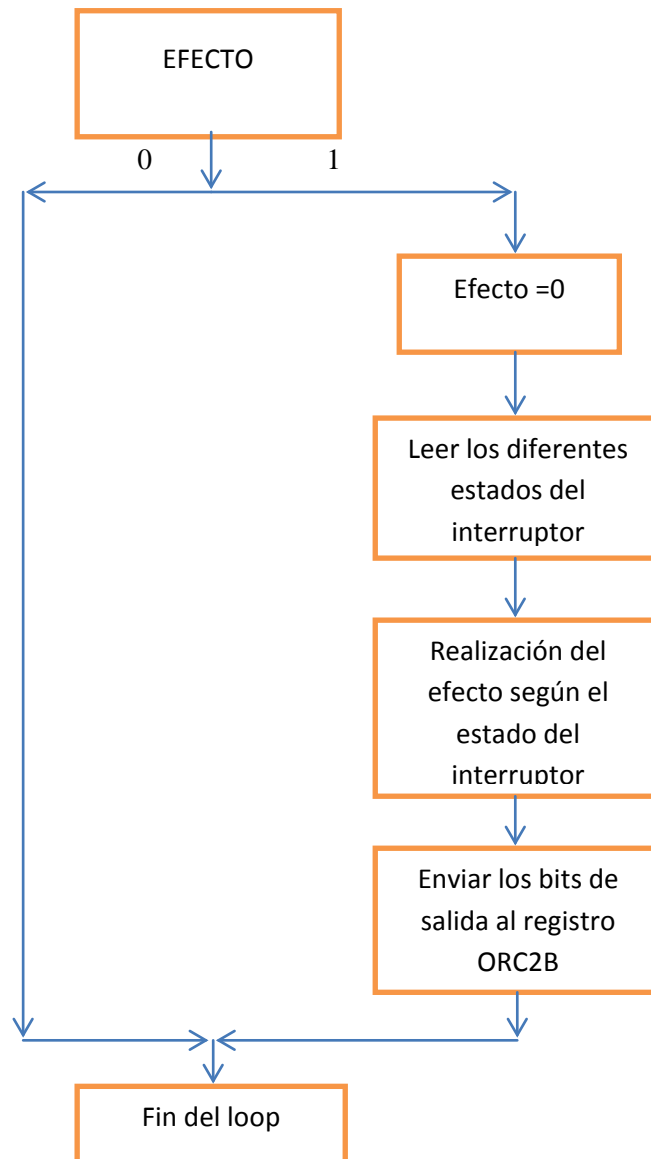 EFECTO
0 1
Efecto =0
Leer los diferentes
estados del
interruptor
Realización del
efecto según el
estado del
interruptor
Enviar los bits de
salida al registro
ORC2B
Fin del loop